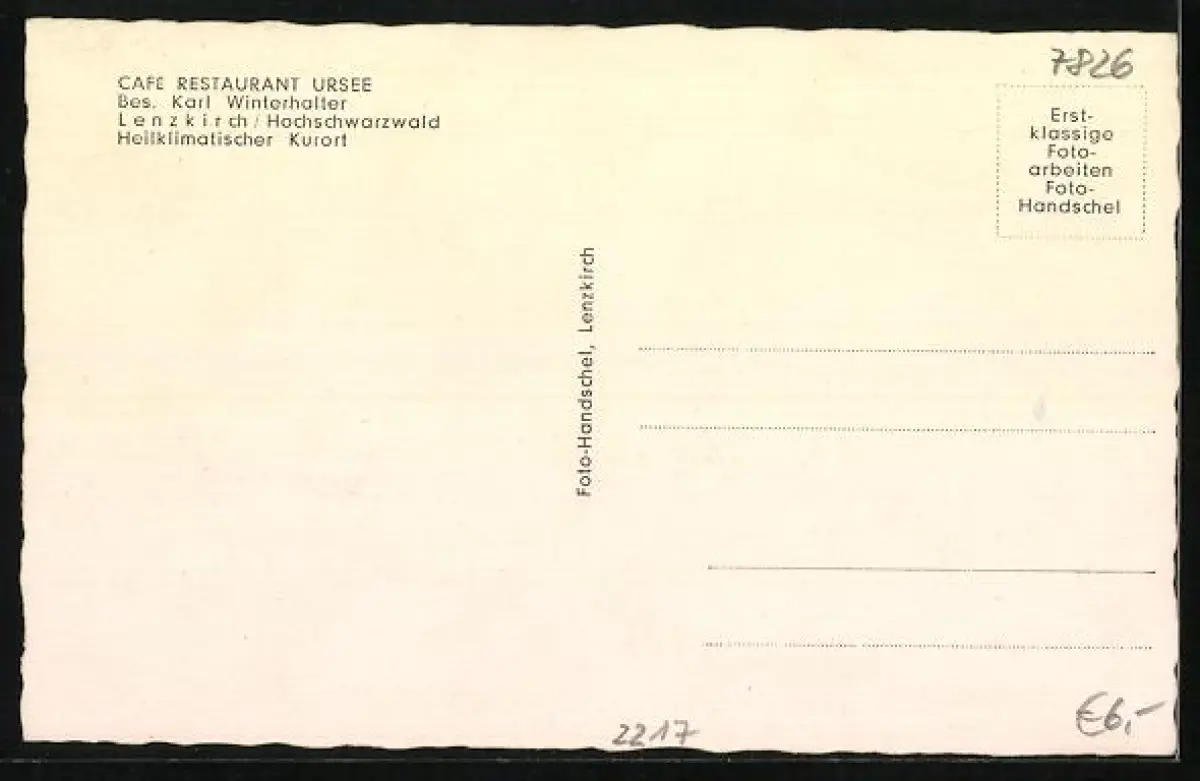 CAFE RESTAURANT URSEE
Bes. Karl Winterhalter
Lenzkirch / Hochschwarzwald
Heilklimatischer Kurort
7826
Erst-
klassige
Foto-
arbeiten
Foto-
Handschel
Foto-Handschel, Lenzkirch
2217
€6,-